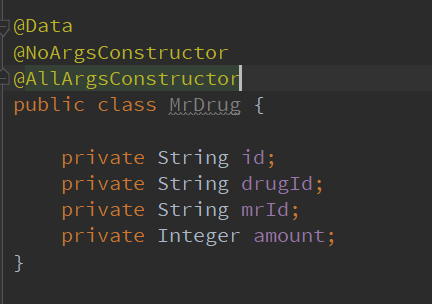 @Data
@NoArgsConstructor
@AllArgsConstructor
public class MrDrug {
private String id;
private String drugId;
private String mrId;
private Integer amount;
}